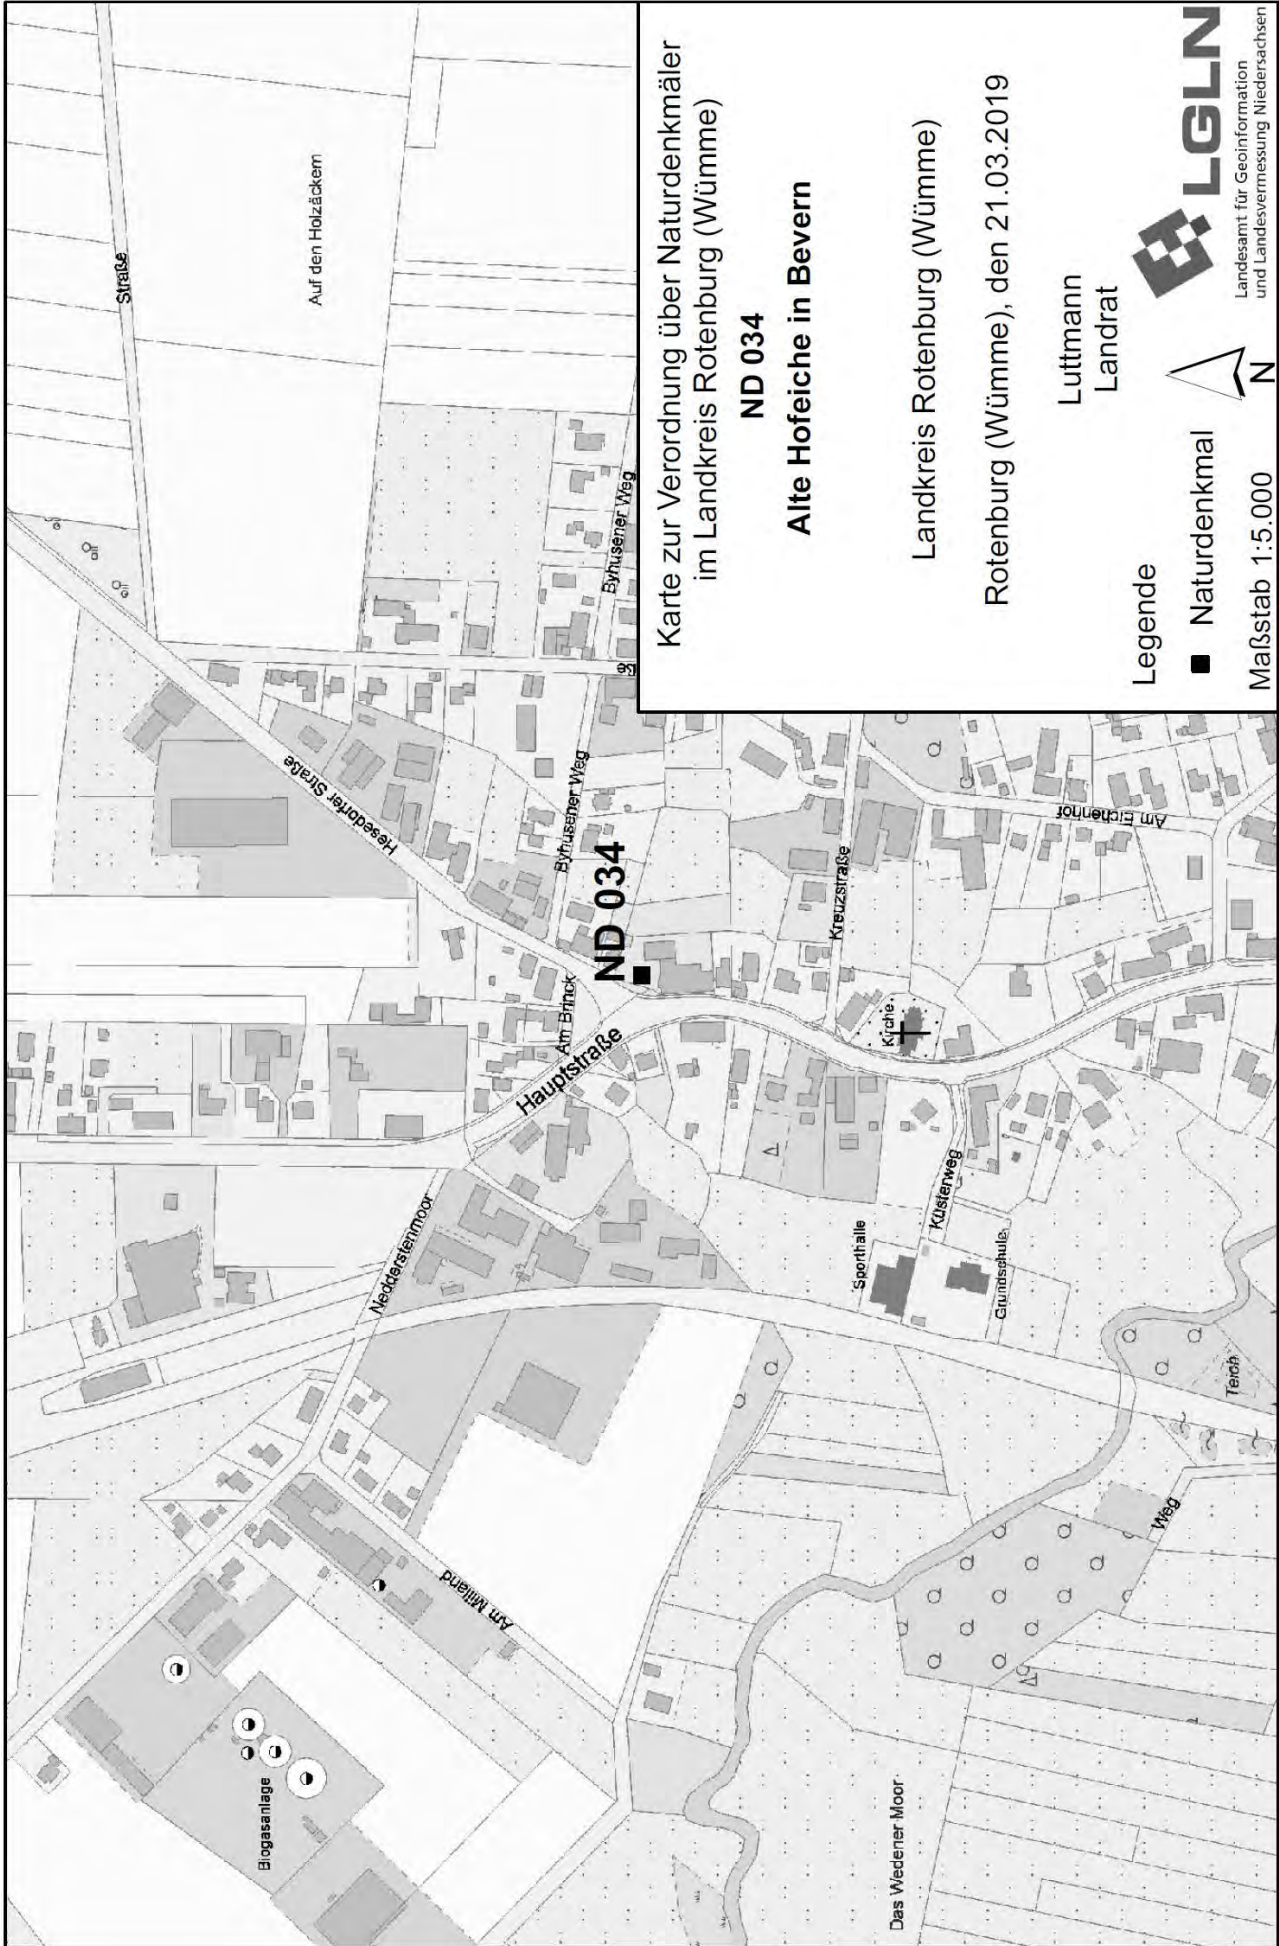 Karte zur Verordnung über Naturdenkmäler
im Landkreis Rotenburg (Wümme)
ND 034
Alte Hofeiche in Bevern
Landkreis Rotenburg (Wümme)
Rotenburg (Wümme), den 21.03.2019
Luttmann
Landrat
Legende
Naturdenkmal
Maßstab 1:5.000
N
LGLN
Landesamt für Geoinformation
und Landesvermessung Niedersachsen
Straße
Auf den Holzäckern
Byhusener Weg
ße
Hesedorfer Straße
Byhusener Weg
ND 034
Am Brinck
Hauptstraße
Kreuzstraße
Am Eichenhof
Kirche
Nedderstenmoor
Küsterweg
Sporthalle
Grundschule
Teich
Weg
Am Milland
Biogasanlage
Das Wedener Moor